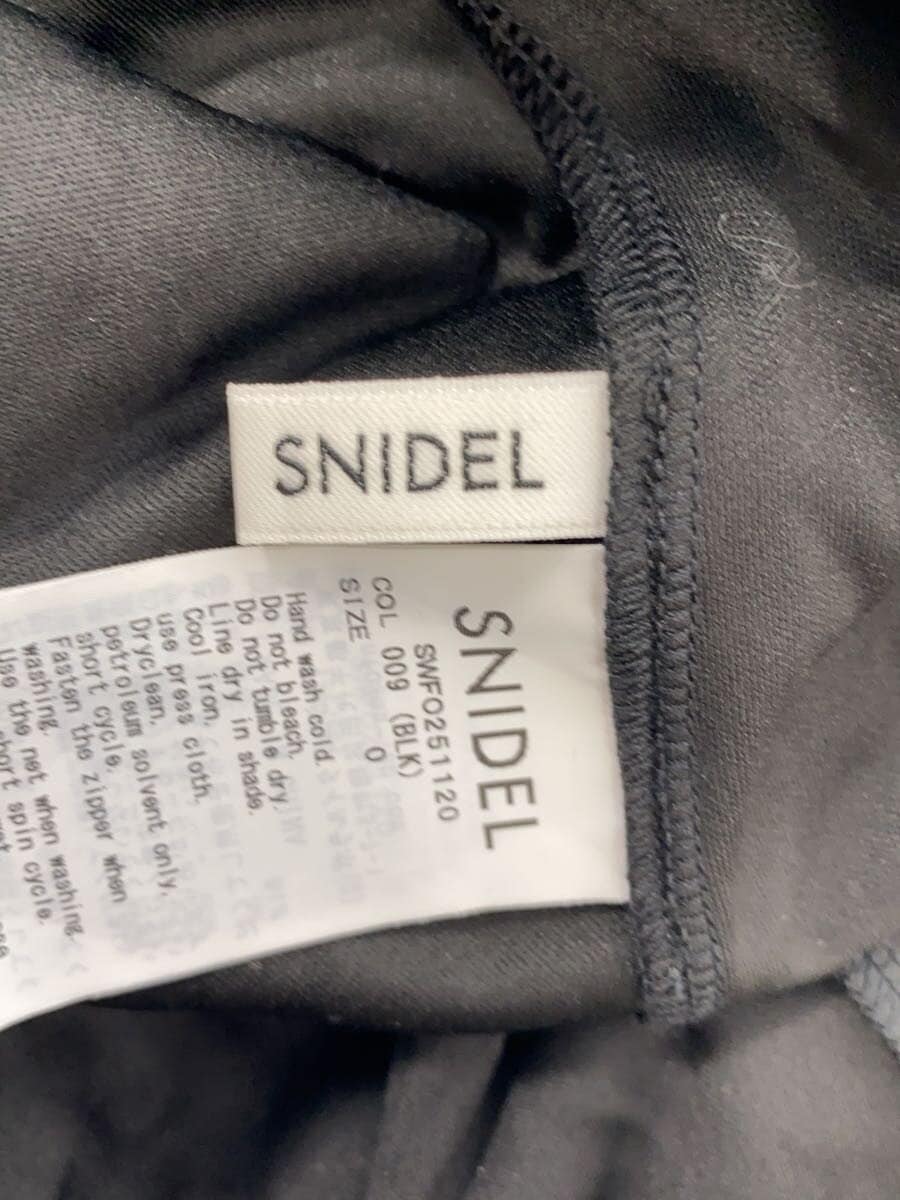 SNIDEL
SNIDEL
SWFO251120
COL 009 (BLK)
SIZE 0
Hand wash cold.
Do not bleach.
Do not tumble dry.
Line dry in shade.
Cool iron.
use press cloth.
Dryclean,
petroleum solvent only,
short cycle.
Fasten the zipper when
washing.
Use the net when washing.
short spin cycle.